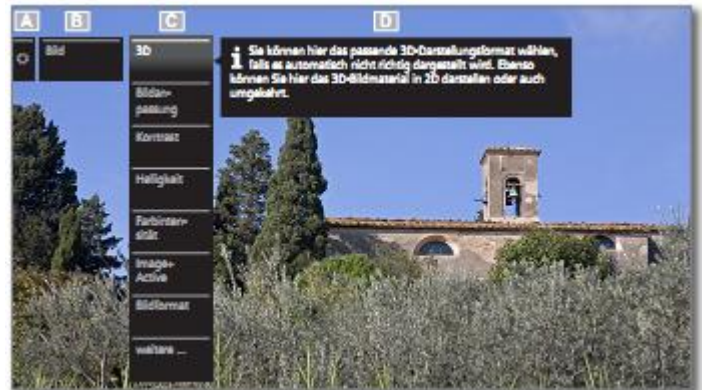 A B C D
Bild
3D
i Sie können hier das passende 3D-Darstellungsformat wählen,
falls es automatisch nicht richtig dargestellt wird. Ebenso
können Sie hier das 3D-Bildmaterial in 2D darstellen oder auch
umgekehrt.
Bildan-
passung
Kontrast
Helligkeit
Farbinten-
sität
Image+
Active
Bildformat
weitere ...